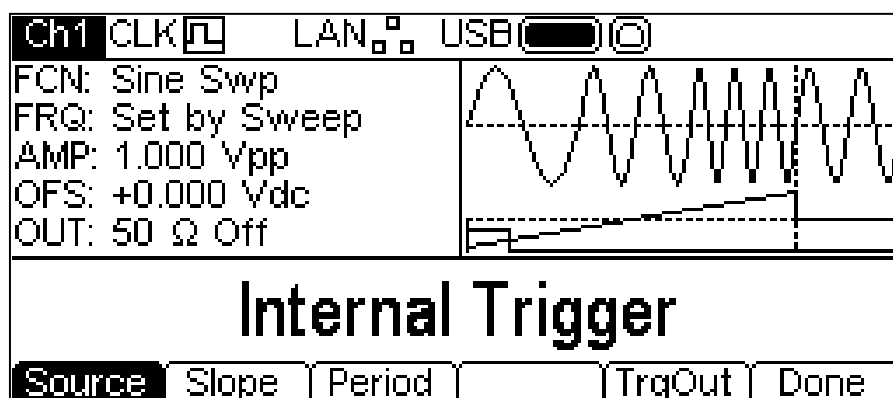 Ch1 CLK LAN USB
FCN: Sine Swp
FRQ: Set by Sweep
AMP: 1.000 Vpp
OFS: +0.000 Vdc
OUT: 50 Ω Off
Internal Trigger
Source Slope Period TrgOut Done